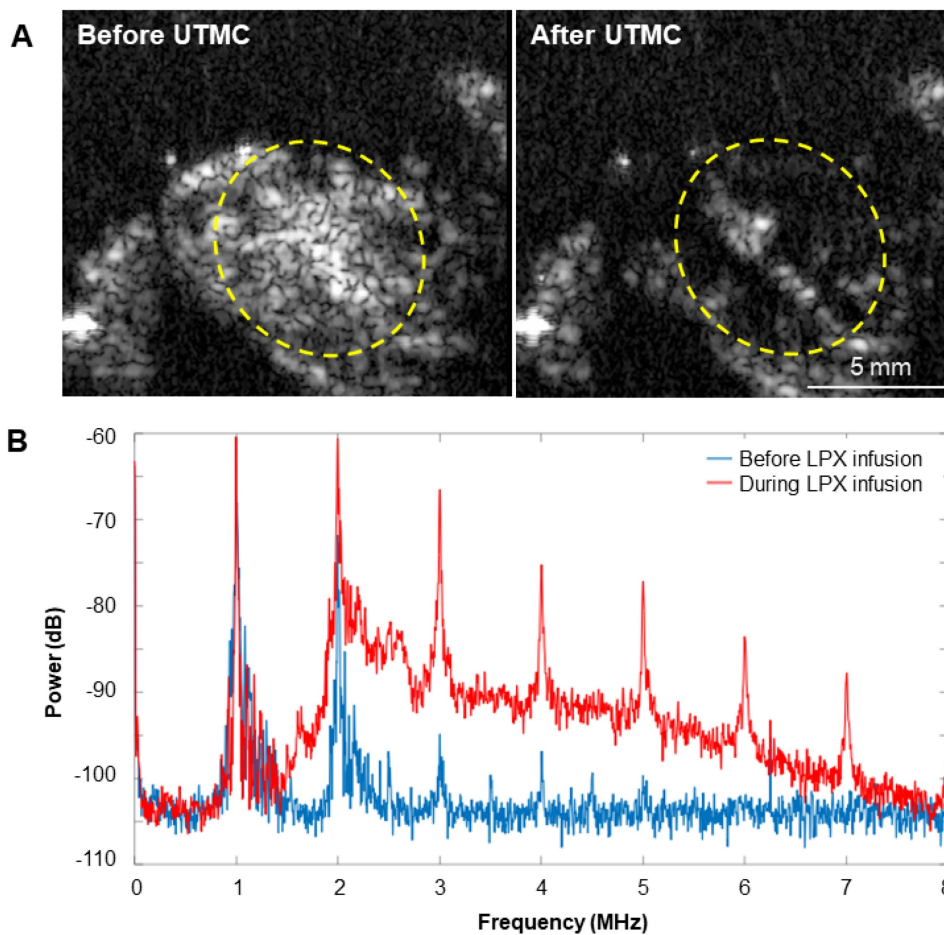 A
Before UTMC
After UTMC
5 mm
B
-60
-70
-80
-90
-100
-110
Power (dB)
Before LPX infusion
During LPX infusion
0 1 2 3 4 5 6 7 8
Frequency (MHz)